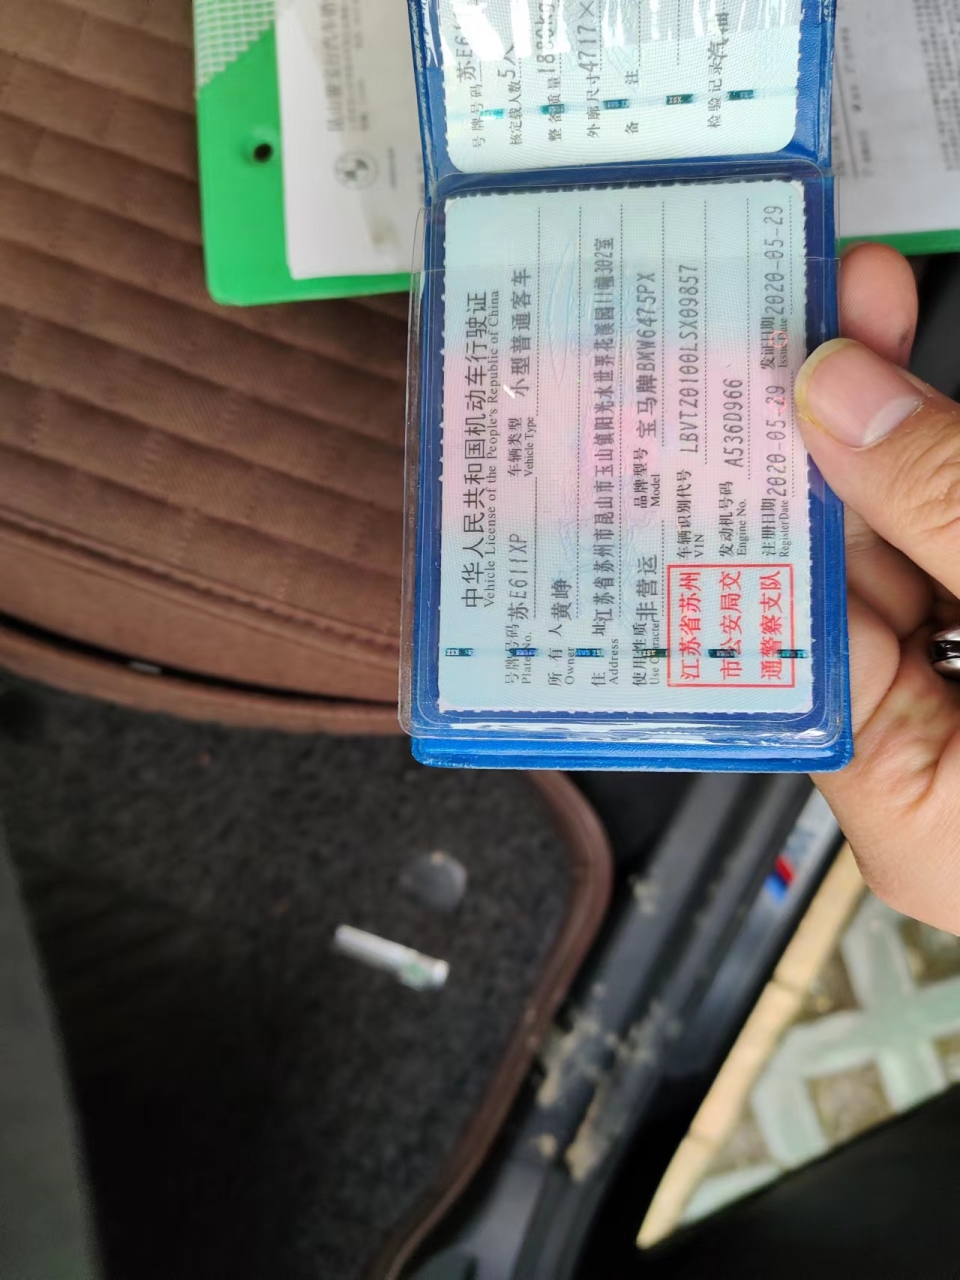 中华人民共和国机动车行驶证
Vehicle License of the People's Republic of China
号牌号码 苏E611XP 车辆类型 小型普通客车
Plate No. Vehicle Type
所有人 黄峥
Owner
住址 江苏省苏州市昆山市玉山镇阳光水世界花溪园11幢302室
Address
使用性质 非营运 品牌型号 宝马牌BMW6475PX
Use Character Model
江苏省苏州市公安局交通警察支队
车辆识别代号 LBVTZ0100LSX09857
VIN
发动机号码 A536D966
Engine No.
注册日期 2020-05-29 发证日期 2020-05-29
Register Date Issue Date
号牌号码 苏E61
核定载人数 5人
整备质量 1880kg
外廓尺寸 4717×
备注
检验记录 汽油